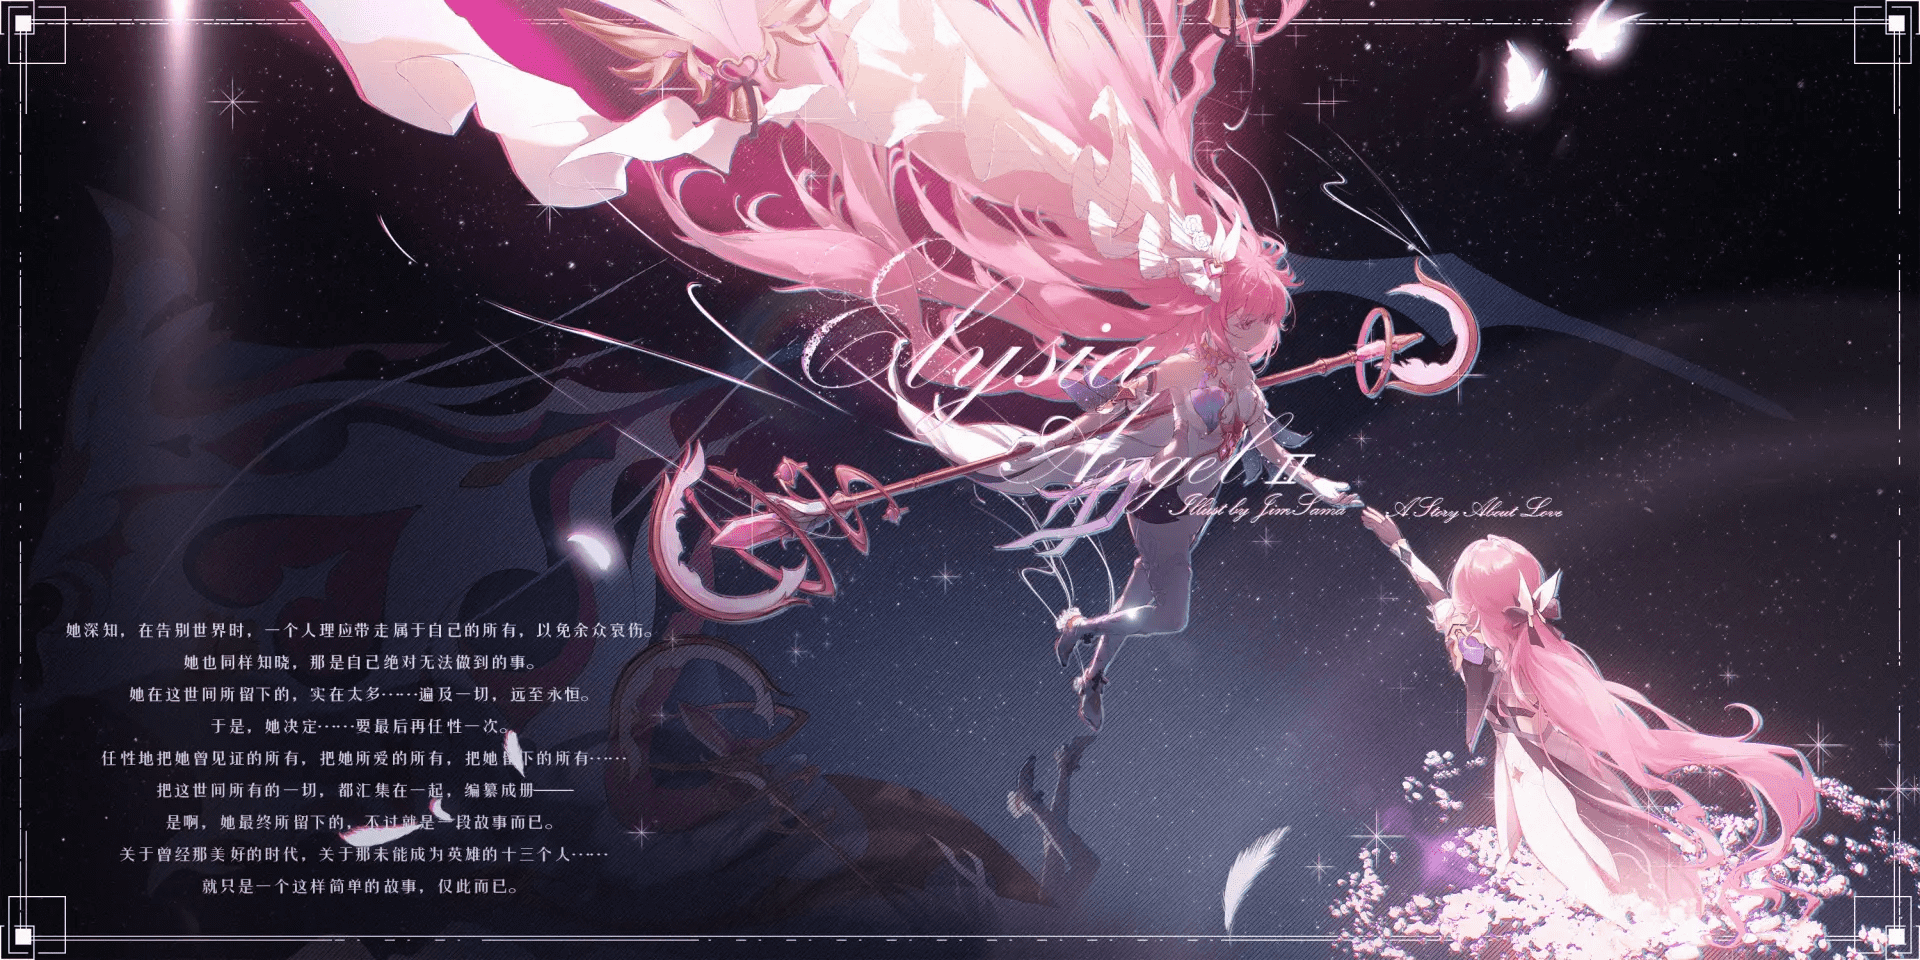 Elysia
Angel II
Illust by JimSama
A Story About Love
她深知，在告别世界时，一个人理应带走属于自己的所有，以免余众哀伤。
她也同样知晓，那是自己绝对无法做到的事。
她在这世间所留下的，实在太多……遍及一切，远至永恒。
于是，她决定……要最后再任性一次。
任性地把她曾见证的所有，把她所爱的所有，把她留下的所有……
把这世间所有的一切，都汇集在一起，编纂成册——
是啊，她最终所留下的，不过就是一段故事而已。
关于曾经那美好的时代，关于那未能成为英雄的十三个人……
就只是一个这样简单的故事，仅此而已。